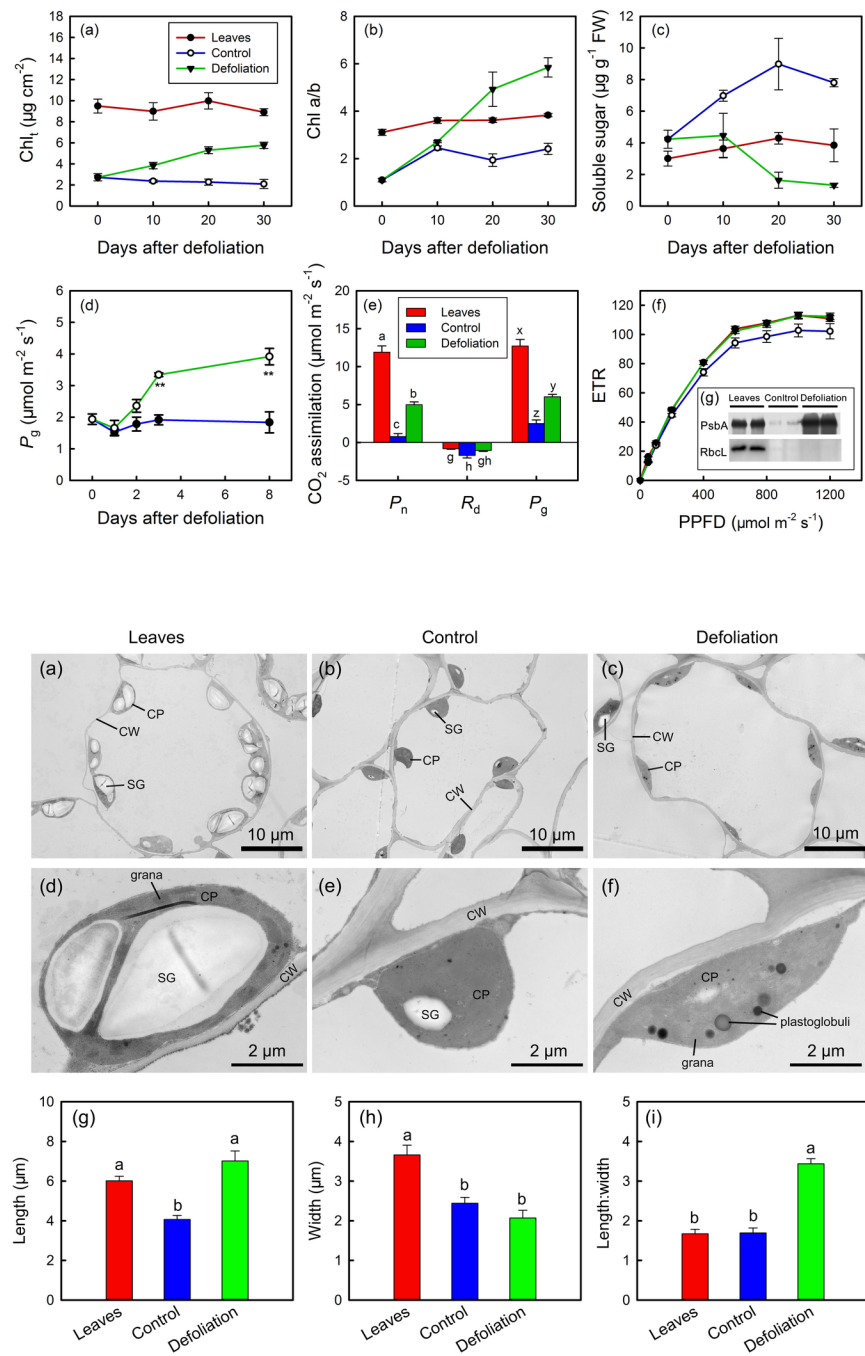 (a)
Leaves
Control
Defoliation
Chlt (µg cm-2)
16
14
12
10
8
6
4
2
0
0 10 20 30
Days after defoliation
(b)
Chl a/b
8
6
4
2
0
0 10 20 30
Days after defoliation
(c)
Soluble sugar (µg g-1 FW)
12
10
8
6
4
2
0
0 10 20 30
Days after defoliation
(d)
Pg (µmol m-2 s-1)
6
5
4
3
2
1
0
**
**
0 2 4 6 8
Days after defoliation
(e)
Leaves
Control
Defoliation
CO2 assimilation (µmol m-2 s-1)
20
15
10
5
0
-5
a
c
b
g
h
gh
x
z
y
Pn Rd Pg
(f)
ETR
120
100
80
60
40
20
0
(g) Leaves Control Defoliation
PsbA
RbcL
0 400 800 1200
PPFD (µmol m-2 s-1)
Leaves Control Defoliation
(a)
CP
CW
SG
10 µm
(b)
SG
CP
CW
10 µm
(c)
SG
CW
CP
10 µm
(d)
grana
CP
SG
CW
2 µm
(e)
CW
CP
SG
2 µm
(f)
CP
CW
plastoglobuli
grana
2 µm
(g)
Length (µm)
10
8
6
4
2
0
a
b
a
Leaves
Control
Defoliation
(h)
Width (µm)
5
4
3
2
1
0
a
b
b
Leaves
Control
Defoliation
(i)
Length:width
5
4
3
2
1
0
b
b
a
Leaves
Control
Defoliation